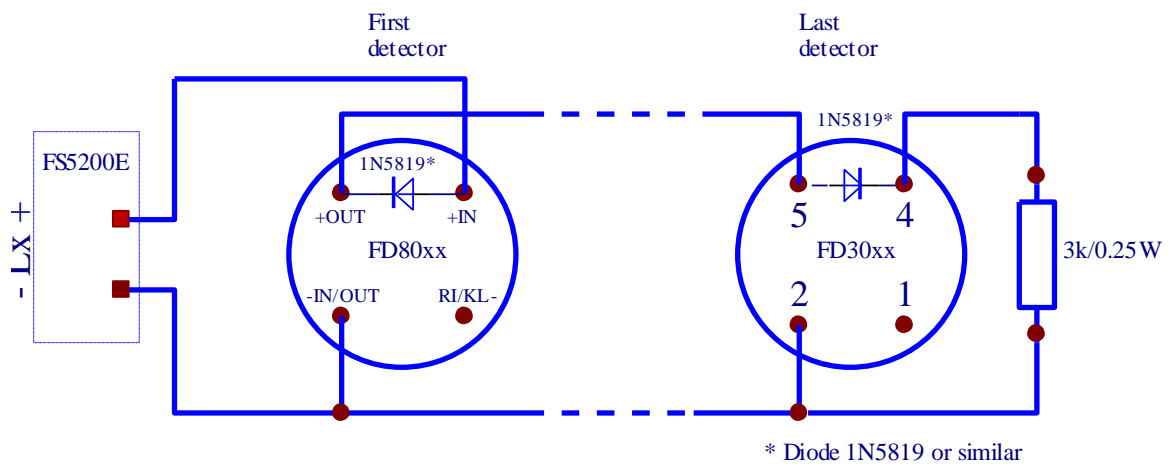 First
detector
Last
detector
FS5200E
- LX +
1N5819*
+OUT
+IN
FD80xx
-IN/OUT
RI/KL-
1N5819*
5
4
FD30xx
2
1
3k/0.25W
* Diode 1N5819 or similar